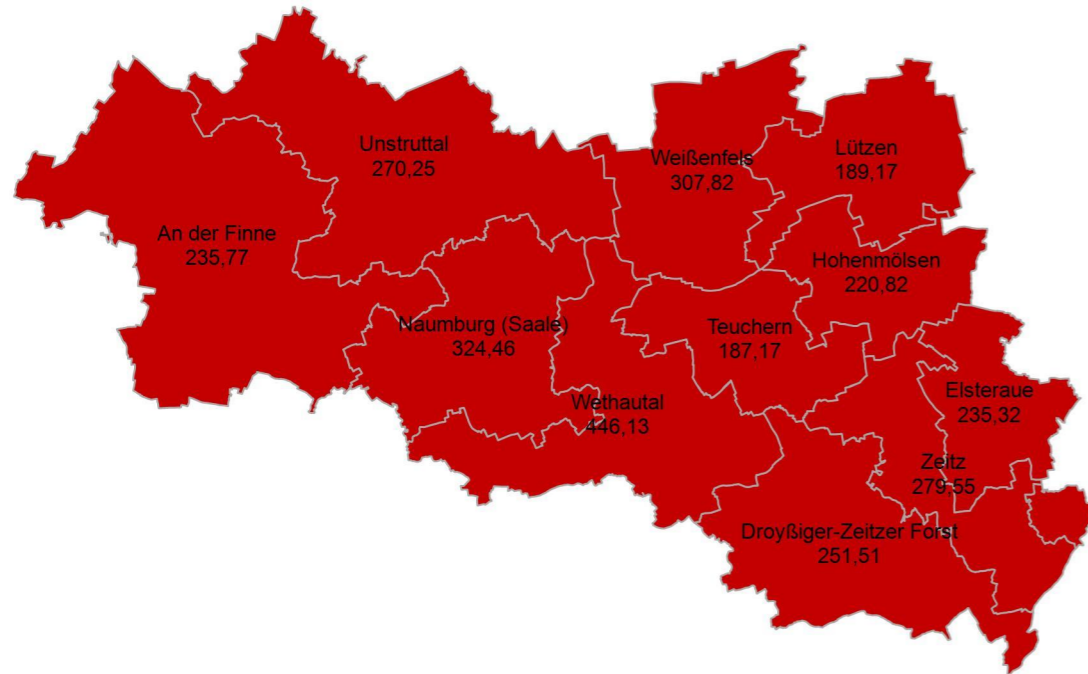 Unstruttal
270,25
Weißenfels
307,82
Lützen
189,17
An der Finne
235,77
Hohenmölsen
220,82
Naumburg (Saale)
324,46
Teuchern
187,17
Wethautal
446,13
Elsteraue
235,32
Zeitz
279,55
Droyßiger-Zeitzer Forst
251,51